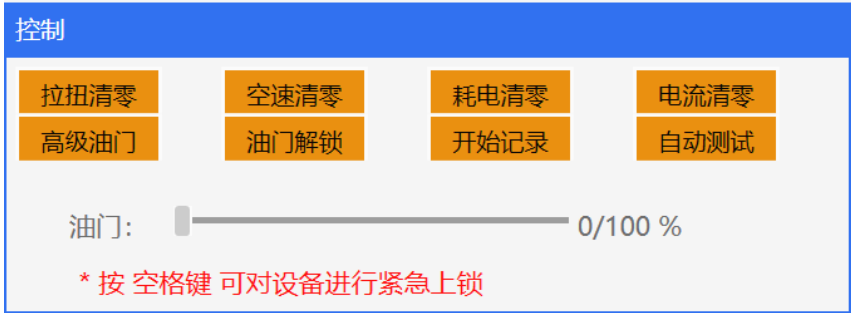 控制
拉扭清零 空速清零 耗电清零 电流清零
高级油门 油门解锁 开始记录 自动测试
油门: 0/100 %
* 按 空格键 可对设备进行紧急上锁